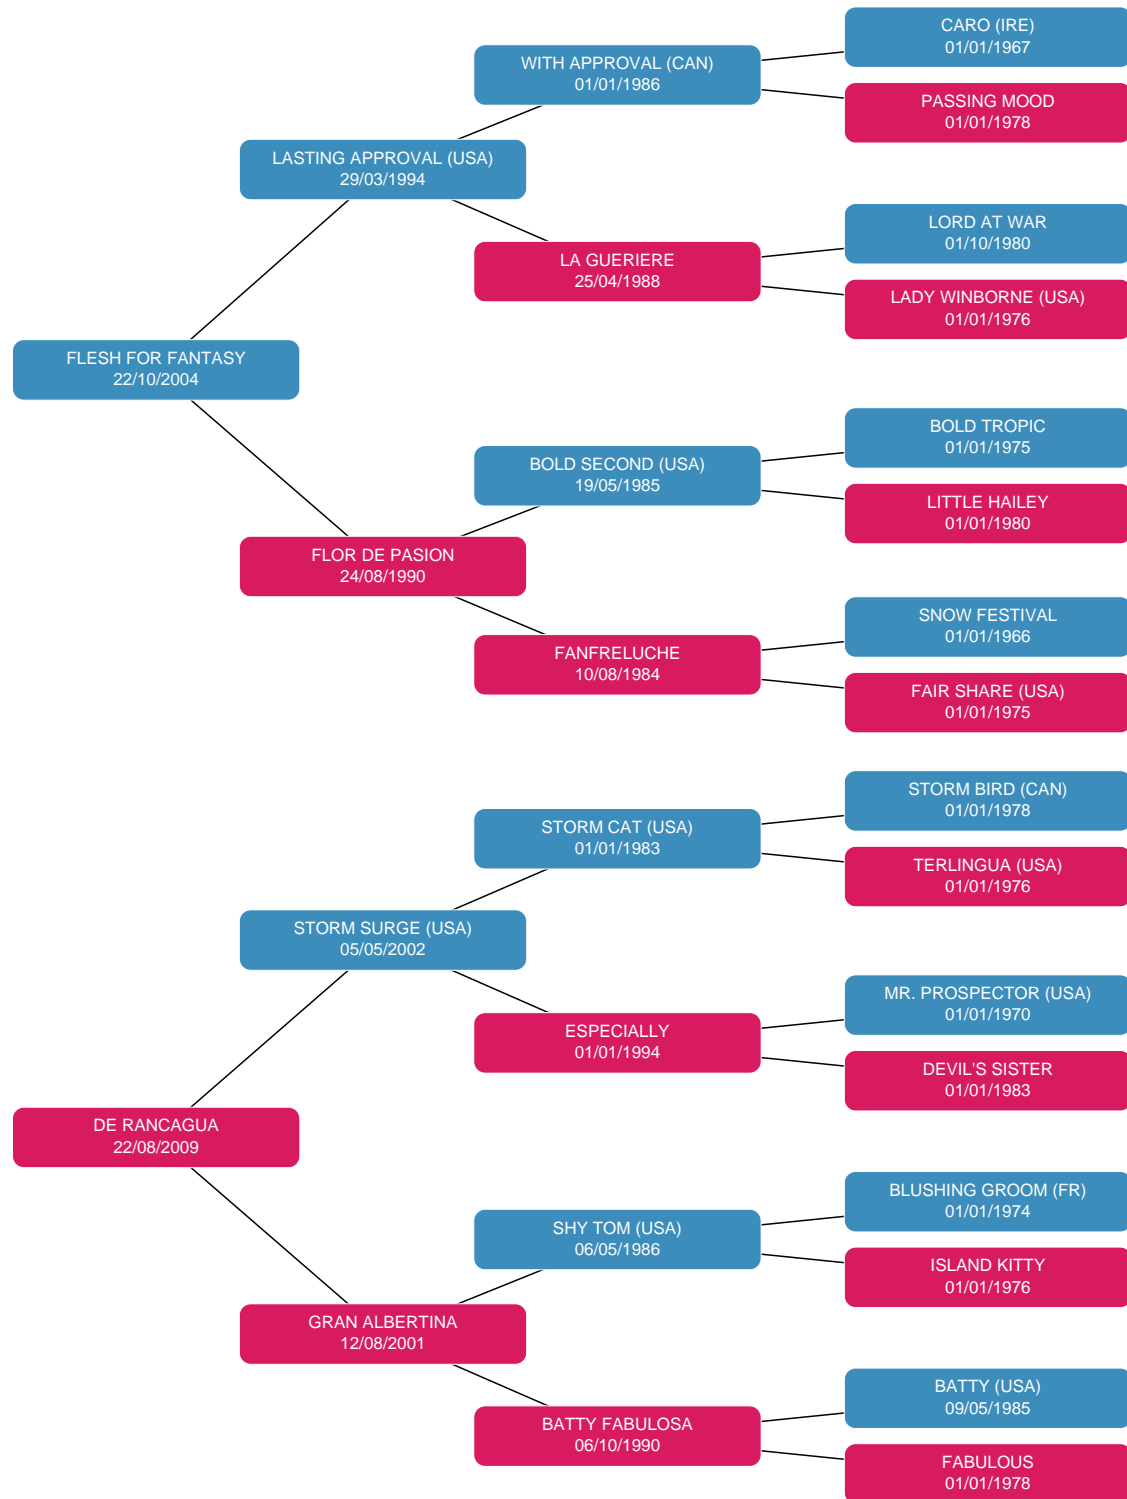 CARO (IRE)
01/01/1967
WITH APPROVAL (CAN)
01/01/1986
PASSING MOOD
01/01/1978
LASTING APPROVAL (USA)
29/03/1994
LORD AT WAR
01/10/1980
LA GUERIERE
25/04/1988
LADY WINBORNE (USA)
01/01/1976
FLESH FOR FANTASY
22/10/2004
BOLD TROPIC
01/01/1975
BOLD SECOND (USA)
19/05/1985
LITTLE HAILEY
01/01/1980
FLOR DE PASION
24/08/1990
SNOW FESTIVAL
01/01/1966
FANFRELUCHE
10/08/1984
FAIR SHARE (USA)
01/01/1975
STORM BIRD (CAN)
01/01/1978
STORM CAT (USA)
01/01/1983
TERLINGUA (USA)
01/01/1976
STORM SURGE (USA)
05/05/2002
MR. PROSPECTOR (USA)
01/01/1970
ESPECIALLY
01/01/1994
DEVIL'S SISTER
01/01/1983
DE RANCAGUA
22/08/2009
BLUSHING GROOM (FR)
01/01/1974
SHY TOM (USA)
06/05/1986
ISLAND KITTY
01/01/1976
GRAN ALBERTINA
12/08/2001
BATTY (USA)
09/05/1985
BATTY FABULOSA
06/10/1990
FABULOUS
01/01/1978